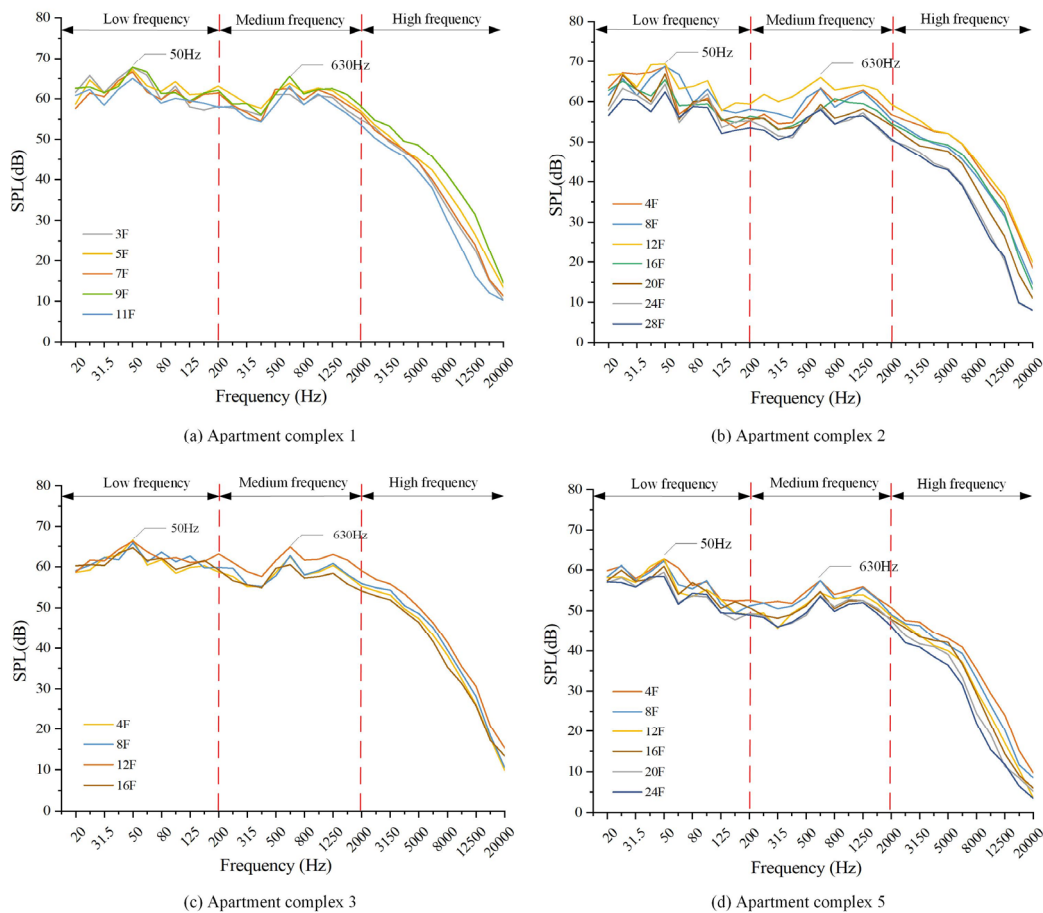 Low frequency Medium frequency High frequency
80
70
60
50
40
30
20
10
0
SPL(dB)
50Hz
630Hz
3F
5F
7F
9F
11F
20 31.5 50 80 125 200 315 500 800 1250 2000 3150 5000 8000 12500 20000
Frequency (Hz)
(a) Apartment complex 1
Low frequency Medium frequency High frequency
80
70
60
50
40
30
20
10
0
SPL(dB)
50Hz
630Hz
4F
8F
12F
16F
20F
24F
28F
20 31.5 50 80 125 200 315 500 800 1250 2000 3150 5000 8000 12500 20000
Frequency (Hz)
(b) Apartment complex 2
Low frequency Medium frequency High frequency
80
70
60
50
40
30
20
10
0
SPL(dB)
50Hz
630Hz
4F
8F
12F
16F
20 31.5 50 80 125 200 315 500 800 1250 2000 3150 5000 8000 12500 20000
Frequency (Hz)
(c) Apartment complex 3
Low frequency Medium frequency High frequency
80
70
60
50
40
30
20
10
0
SPL(dB)
50Hz
630Hz
4F
8F
12F
16F
20F
24F
20 31.5 50 80 125 200 315 500 800 1250 2000 3150 5000 8000 12500 20000
Frequency (Hz)
(d) Apartment complex 5